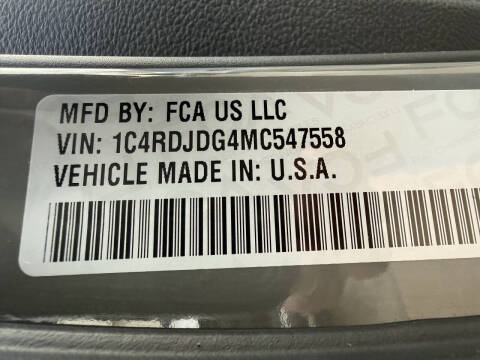 MFD BY: FCA US LLC
VIN: 1C4RDJDG4MC547558
VEHICLE MADE IN: U.S.A.